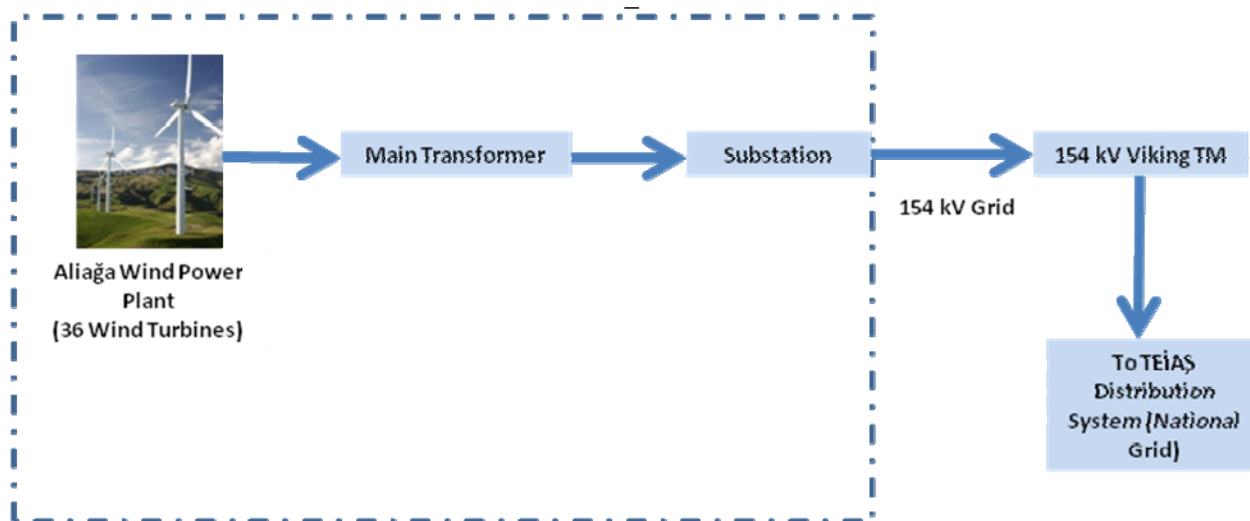 Main Transformer
Substation
154 kV Viking TM
154 kV Grid
Aliağa Wind Power
Plant
(36 Wind Turbines)
To TEİAŞ
Distribution
System (National
Grid)